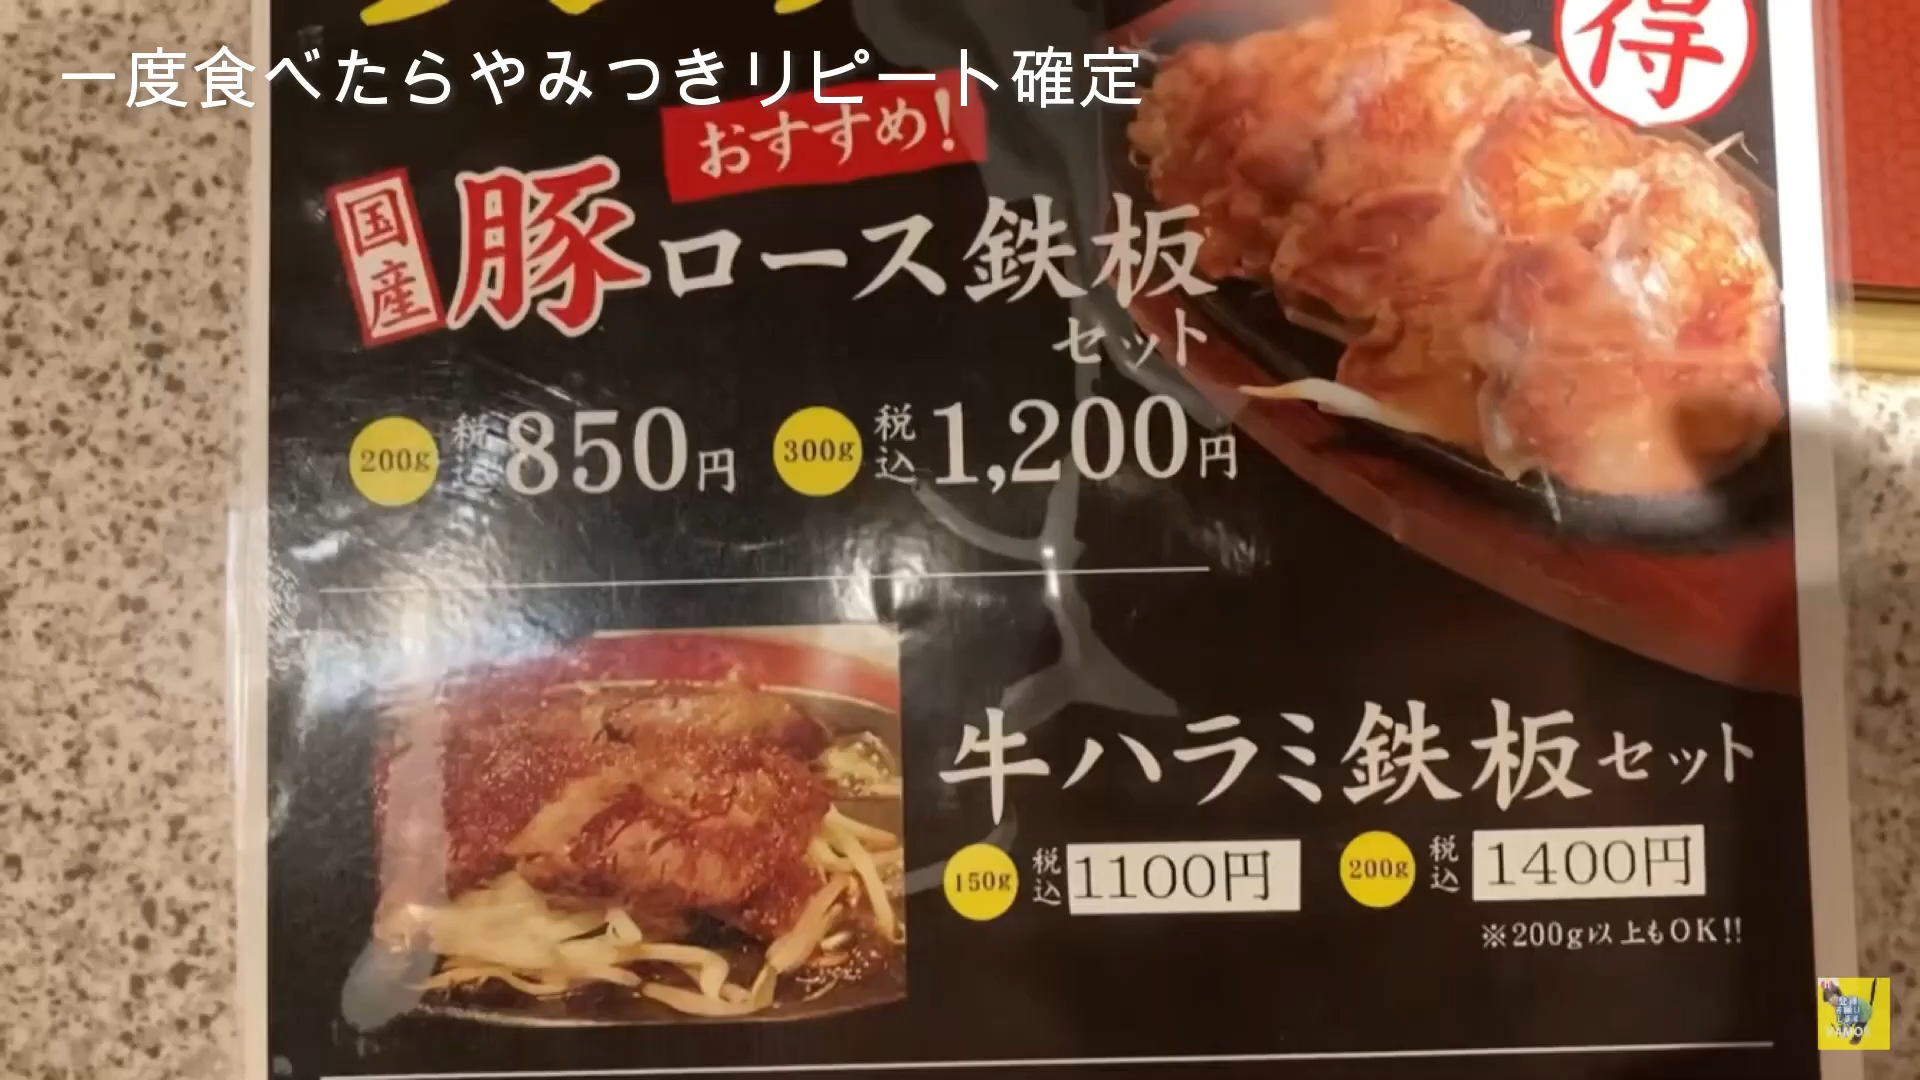 一度食べたらやみつきリピート確定
得
おすすめ!
国産
豚ロース鉄板
セット
200g 税込 850円 300g 税込 1,200円
牛ハラミ鉄板セット
150g 税込 1100円 200g 税込 1400円
※200g以上もOK!!